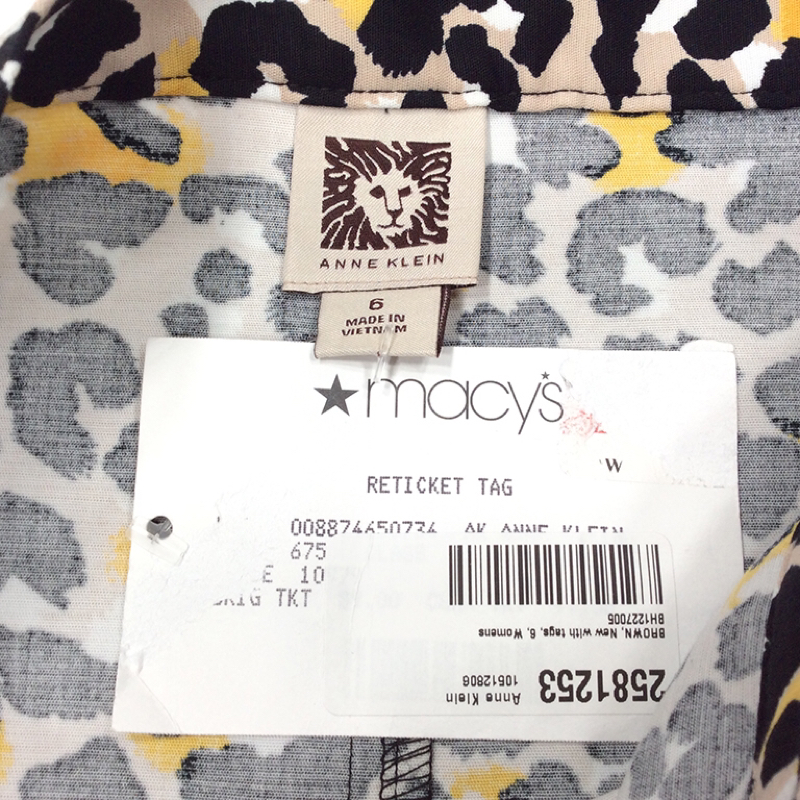 ANNE KLEIN
6
MADE IN
VIETNAM
★macy's
W
RETICKET TAG
008874650734 AK ANNE KLEIN
675
E 10
TKT
BROWN, New with tags, 6, Womens
BH1227005
2581253
Anne Klein
10512806